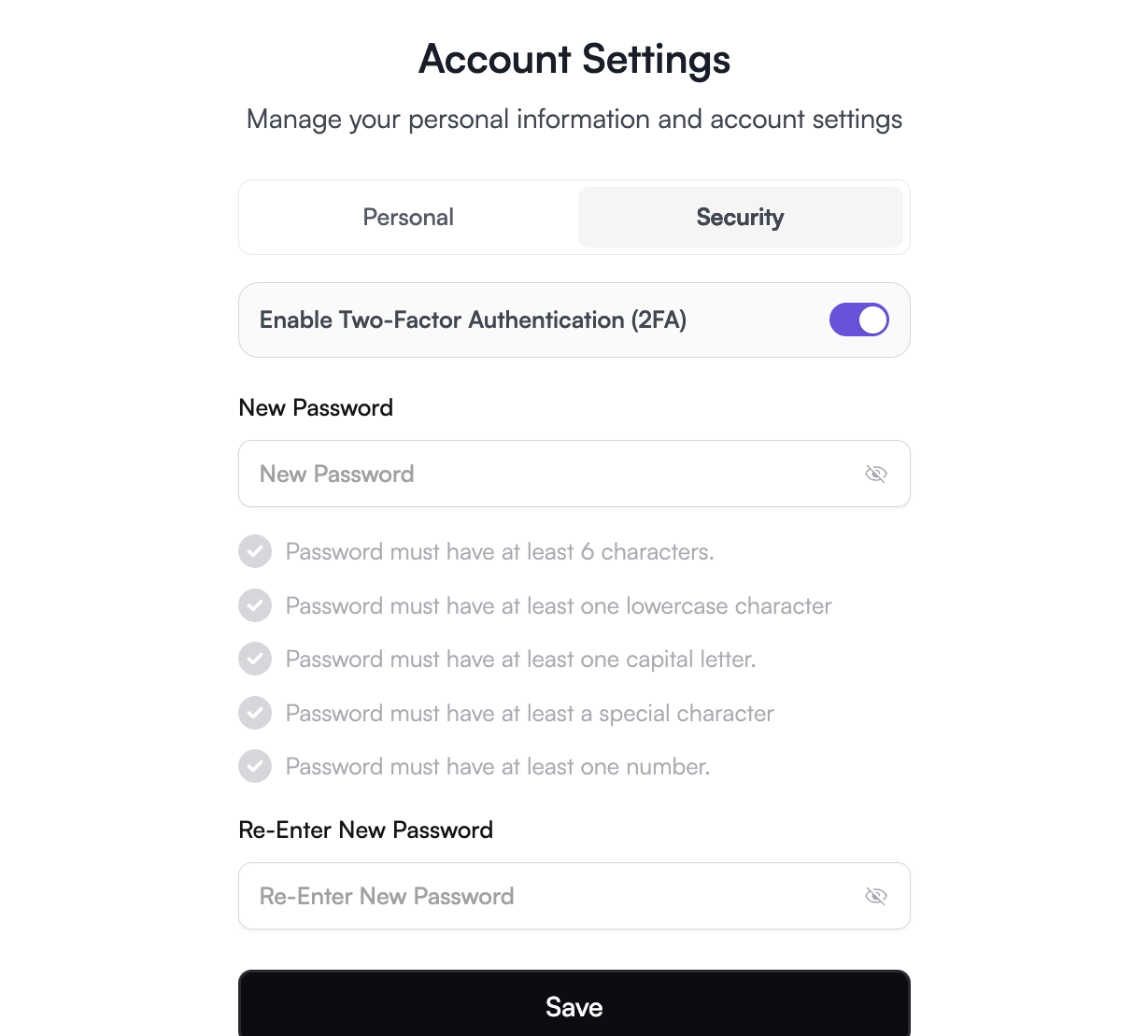 Account Settings
Manage your personal information and account settings
Personal
Security
Enable Two-Factor Authentication (2FA)
New Password
New Password
Password must have at least 6 characters.
Password must have at least one lowercase character
Password must have at least one capital letter.
Password must have at least a special character
Password must have at least one number.
Re-Enter New Password
Re-Enter New Password
Save